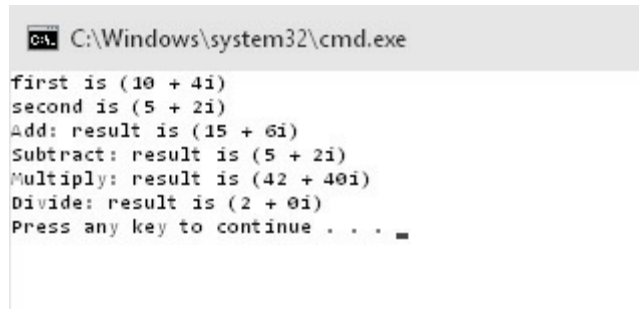 C:\Windows\system32\cmd.exe
first is (10 + 4i)
second is (5 + 2i)
Add: result is (15 + 6i)
Subtract: result is (5 + 2i)
Multiply: result is (42 + 40i)
Divide: result is (2 + 0i)
Press any key to continue . . . _